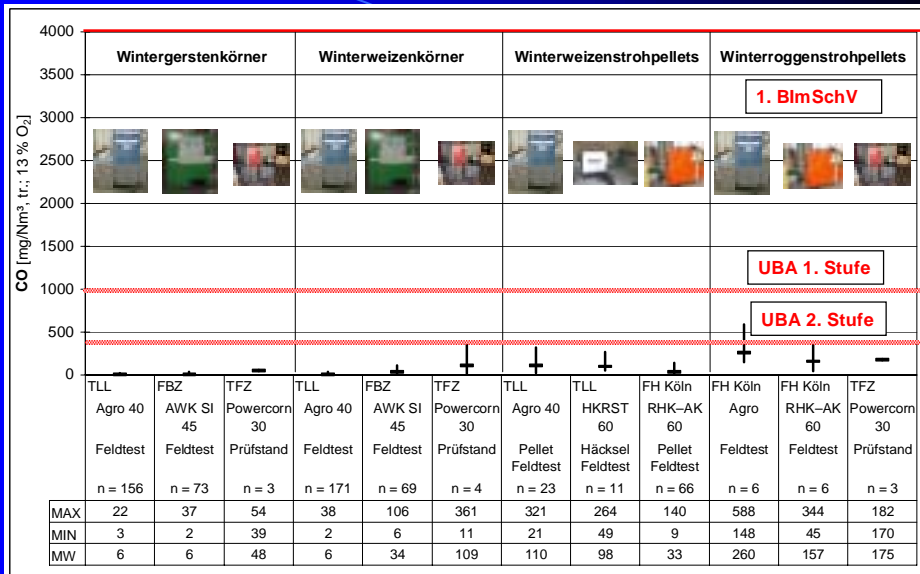 4000
3500
3000
2500
2000
1500
1000
500
0
CO [mg/Nm³, tr.; 13 % O₂]
Wintergerstenkörner Winterweizenkörner Winterweizenstrohpellets Winterroggenstrohpellets
1. BImSchV
UBA 1. Stufe
UBA 2. Stufe
TLL FBZ TFZ TLL FBZ TFZ TLL TLL FH Köln FH Köln FH Köln TFZ
Agro 40 AWK SI Powercorn Agro 40 AWK SI Powercorn Agro 40 HKRST RHK–AK Agro RHK–AK Powercorn
45 30 45 30 60 60 60 30
Feldtest Feldtest Prüfstand Feldtest Feldtest Prüfstand Pellet Häcksel Pellet Feldtest Feldtest Prüfstand
Feldtest Feldtest Feldtest
n = 156 n = 73 n = 3 n = 171 n = 69 n = 4 n = 23 n = 11 n = 66 n = 6 n = 6 n = 3
MAX 22 37 54 38 106 361 321 264 140 588 344 182
MIN 3 2 39 2 6 11 21 49 9 148 45 170
MW 6 6 48 6 34 109 110 98 33 260 157 175